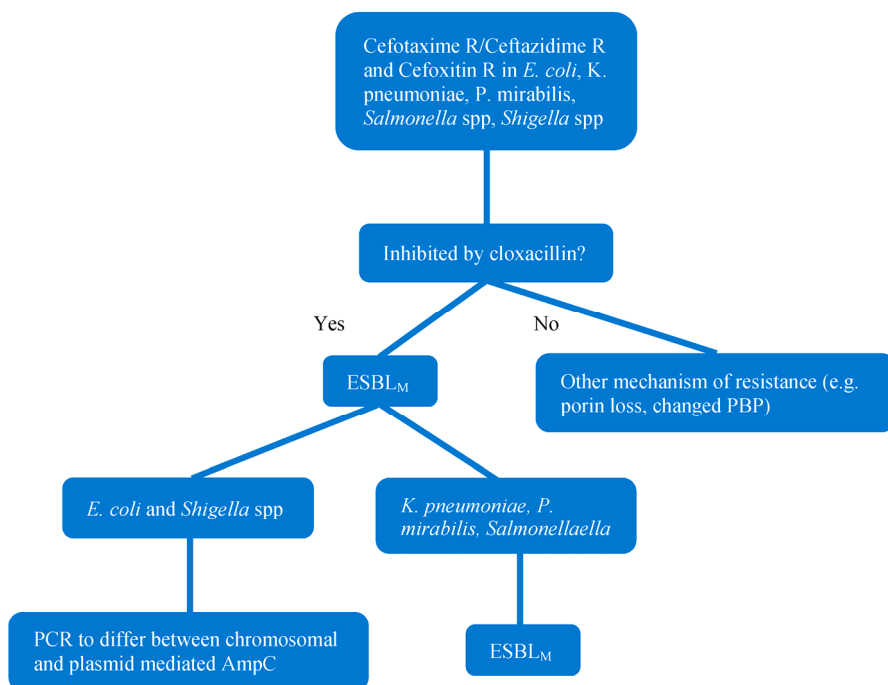 Cefotaxime R/Ceftazidime R
and Cefoxitin R in E. coli, K.
pneumoniae, P. mirabilis,
Salmonella spp, Shigella spp
Inhibited by cloxacillin?
Yes
No
ESBLM
Other mechanism of resistance (e.g.
porin loss, changed PBP)
E. coli and Shigella spp
K. pneumoniae, P.
mirabilis, Salmonellaella
PCR to differ between chromosomal
and plasmid mediated AmpC
ESBLM